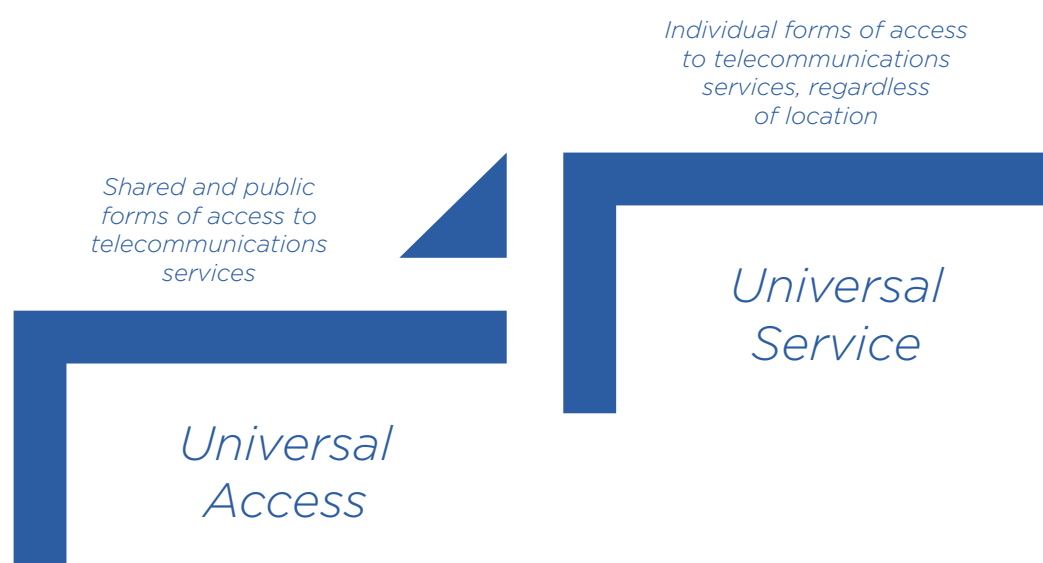 Individual forms of access
to telecommunications
services, regardless
of location
Shared and public
forms of access to
telecommunications
services
Universal
Service
Universal
Access